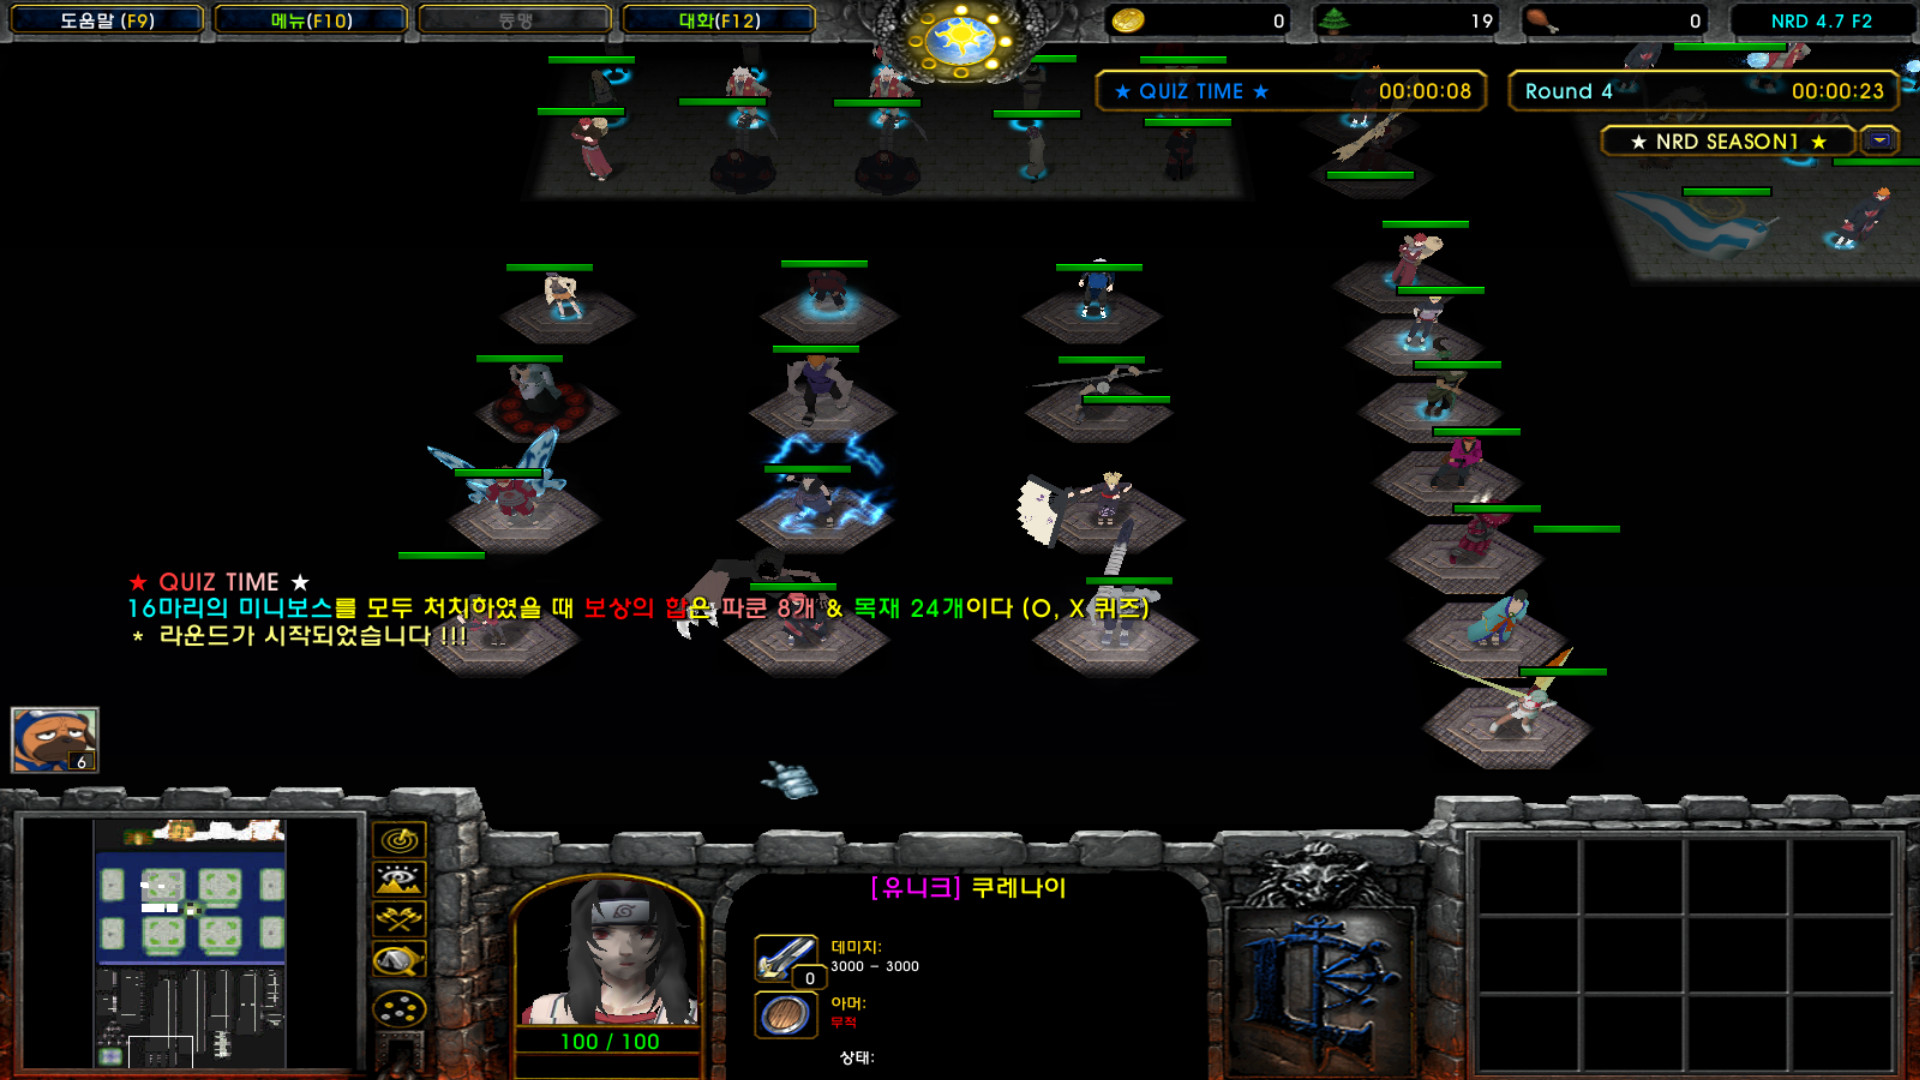 도움말 (F9)
메뉴(F10)
동맹
대화(F12)
0
19
0
NRD 4.7 F2
★ QUIZ TIME ★ 00:00:08
Round 4 00:00:23
★ NRD SEASON1 ★
★ QUIZ TIME ★
16마리의 미니보스를 모두 처치하였을 때 보상의 합은 파쿤 8개 & 목재 24개이다 (O, X 퀴즈)
* 라운드가 시작되었습니다 !!!
6
[유니크] 쿠레나이
데미지:
3000 - 3000
0
아머:
무적
100 / 100
상태: